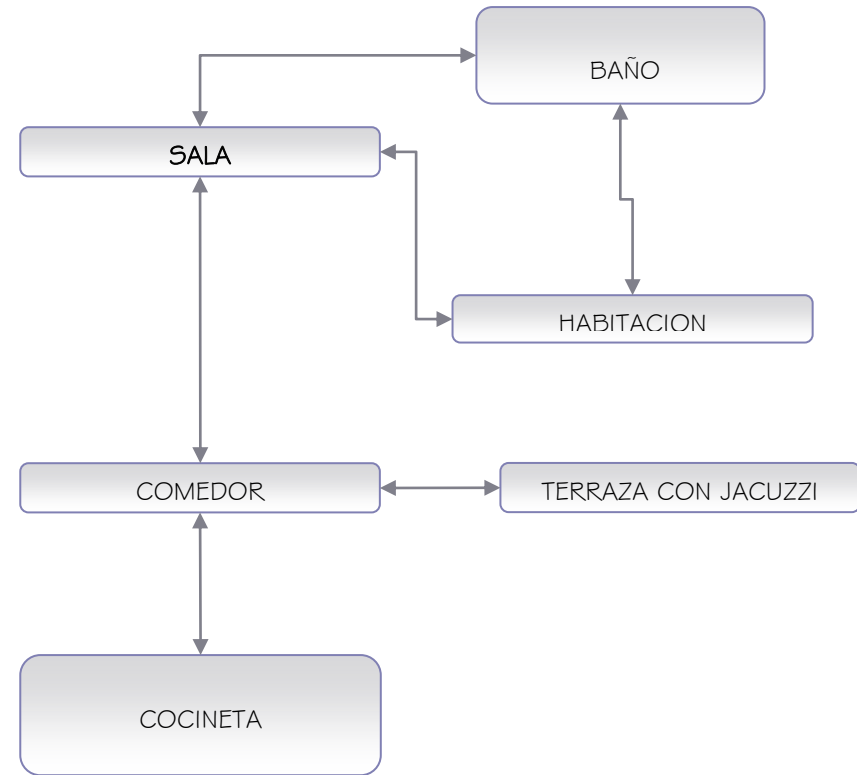 BAÑO
SALA
HABITACION
COMEDOR
TERRAZA CON JACUZZI
COCINETA